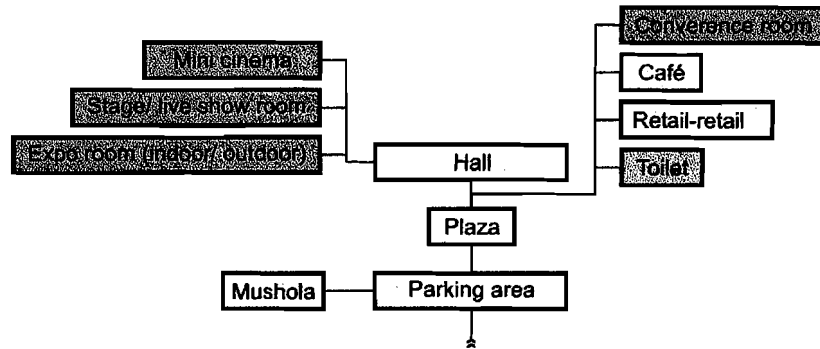 Mini cinema
Stage/ live show room
Expo room (indoor/ outdoor)
Converence room
Café
Retail-retail
Toilet
Hall
Plaza
Mushola
Parking area